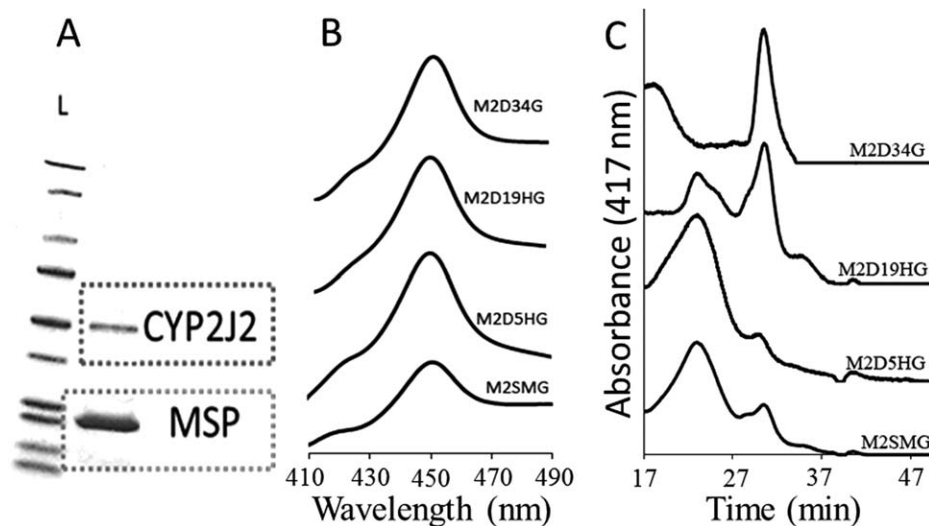 A
L
CYP2J2
MSP
B
M2D34G
M2D19HG
M2D5HG
M2SMG
410 430 450 470 490
Wavelength (nm)
C
Absorbance (417 nm)
M2D34G
M2D19HG
M2D5HG
M2SMG
17 27 37 47
Time (min)